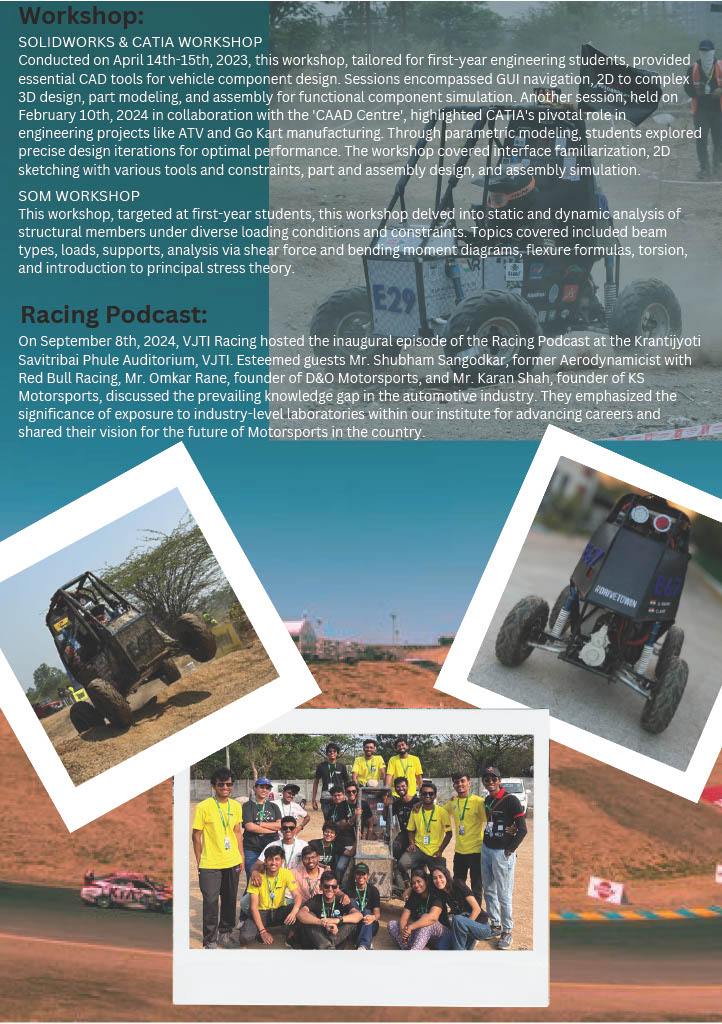 Workshop:
SOLIDWORKS & CATIA WORKSHOP
Conducted on April 14th-15th, 2023, this workshop, tailored for first-year engineering students, provided
essential CAD tools for vehicle component design. Sessions encompassed GUI navigation, 2D to complex
3D design, part modeling, and assembly for functional component simulation. Another session, held on
February 10th, 2024 in collaboration with the 'CAAD Centre', highlighted CATIA's pivotal role in
engineering projects like ATV and Go Kart manufacturing. Through parametric modeling, students explored
precise design iterations for optimal performance. The workshop covered interface familiarization, 2D
sketching with various tools and constraints, part and assembly design, and assembly simulation.
SOM WORKSHOP
This workshop, targeted at first-year students, this workshop delved into static and dynamic analysis of
structural members under diverse loading conditions and constraints. Topics covered included beam
types, loads, supports, analysis via shear force and bending moment diagrams, flexure formulas, torsion,
and introduction to principal stress theory.
E29
Racing Podcast:
On September 8th, 2024, VJTI Racing hosted the inaugural episode of the Racing Podcast at the Krantijyoti
Savitribai Phule Auditorium, VJTI. Esteemed guests Mr. Shubham Sangodkar, former Aerodynamicist with
Red Bull Racing, Mr. Omkar Rane, founder of D&O Motorsports, and Mr. Karan Shah, founder of KS
Motorsports, discussed the prevailing knowledge gap in the automotive industry. They emphasized the
significance of exposure to industry-level laboratories within our institute for advancing careers and
shared their vision for the future of Motorsports in the country.
E67
#DRIVETOWIN